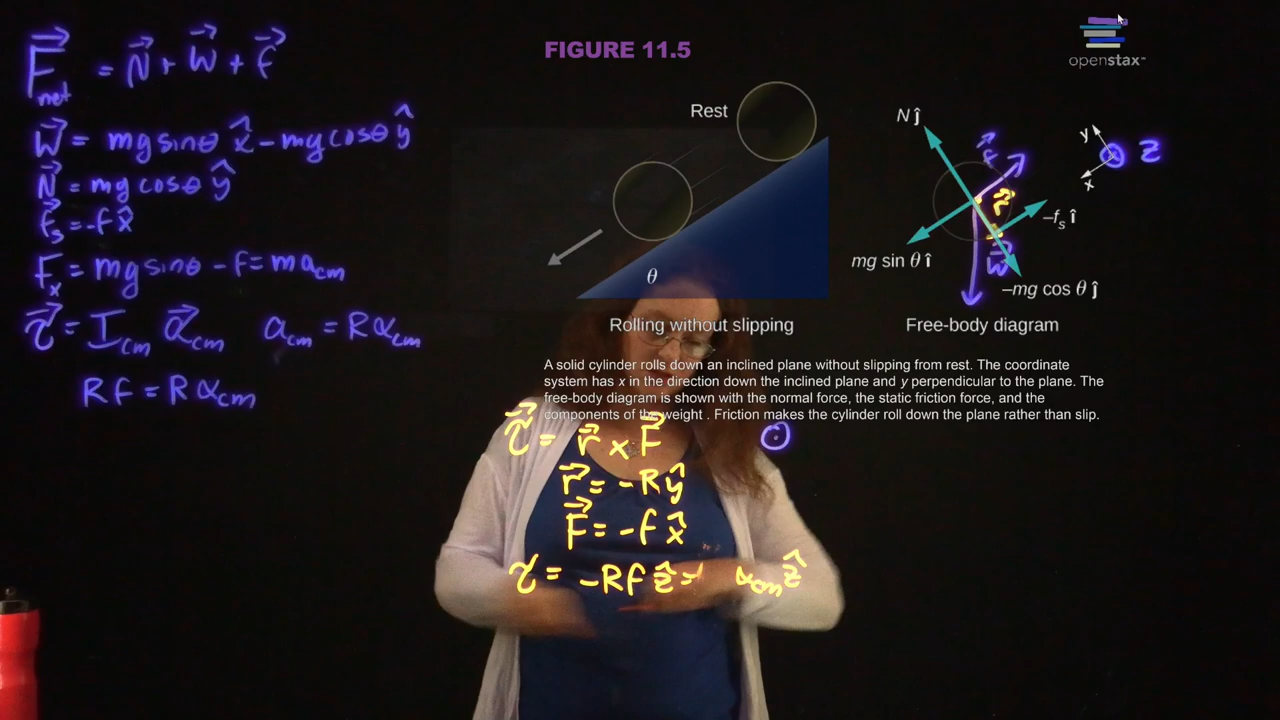 F⃗net = N⃗ + W⃗ + f⃗
W⃗ = mg sinθ x̂ - mg cosθ ŷ
N⃗ = mg cosθ ŷ
f⃗s = -f x̂
Fx = mg sinθ - f = m acm
τ⃗ = Icm α⃗cm acm = Rαcm
Rf = Rαcm
FIGURE 11.5
openstax™
Rest
θ
Rolling without slipping
N ĵ
f⃗
r⃗
-fs î
mg sin θ î
W⃗
-mg cos θ ĵ
y
x
z
Free-body diagram
A solid cylinder rolls down an inclined plane without slipping from rest. The coordinate
system has x in the direction down the inclined plane and y perpendicular to the plane. The
free-body diagram is shown with the normal force, the static friction force, and the
components of the weight . Friction makes the cylinder roll down the plane rather than slip.
τ⃗ = r⃗ x F⃗
r⃗ = -R ŷ
F⃗ = -f x̂
τ = -Rf ẑ = αcm ẑ